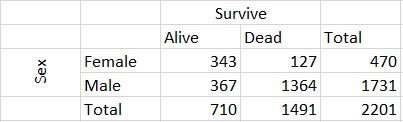 Survive
Alive Dead Total
Sex
Female 343 127 470
Male 367 1364 1731
Total 710 1491 2201